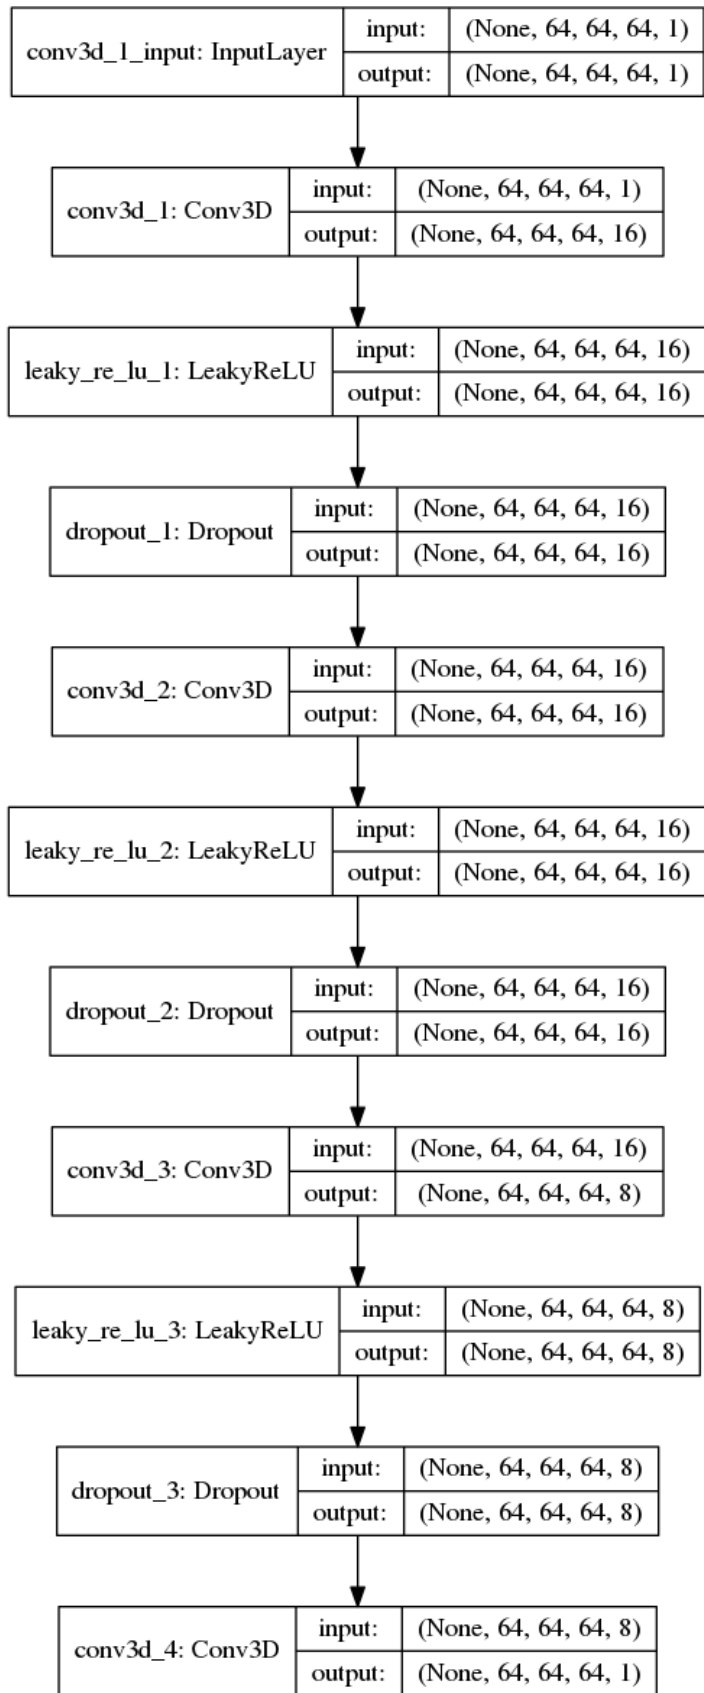 conv3d_1_input: InputLayer
input: (None, 64, 64, 64, 1)
output: (None, 64, 64, 64, 1)
conv3d_1: Conv3D
input: (None, 64, 64, 64, 1)
output: (None, 64, 64, 64, 16)
leaky_re_lu_1: LeakyReLU
input: (None, 64, 64, 64, 16)
output: (None, 64, 64, 64, 16)
dropout_1: Dropout
input: (None, 64, 64, 64, 16)
output: (None, 64, 64, 64, 16)
conv3d_2: Conv3D
input: (None, 64, 64, 64, 16)
output: (None, 64, 64, 64, 16)
leaky_re_lu_2: LeakyReLU
input: (None, 64, 64, 64, 16)
output: (None, 64, 64, 64, 16)
dropout_2: Dropout
input: (None, 64, 64, 64, 16)
output: (None, 64, 64, 64, 16)
conv3d_3: Conv3D
input: (None, 64, 64, 64, 16)
output: (None, 64, 64, 64, 8)
leaky_re_lu_3: LeakyReLU
input: (None, 64, 64, 64, 8)
output: (None, 64, 64, 64, 8)
dropout_3: Dropout
input: (None, 64, 64, 64, 8)
output: (None, 64, 64, 64, 8)
conv3d_4: Conv3D
input: (None, 64, 64, 64, 8)
output: (None, 64, 64, 64, 1)